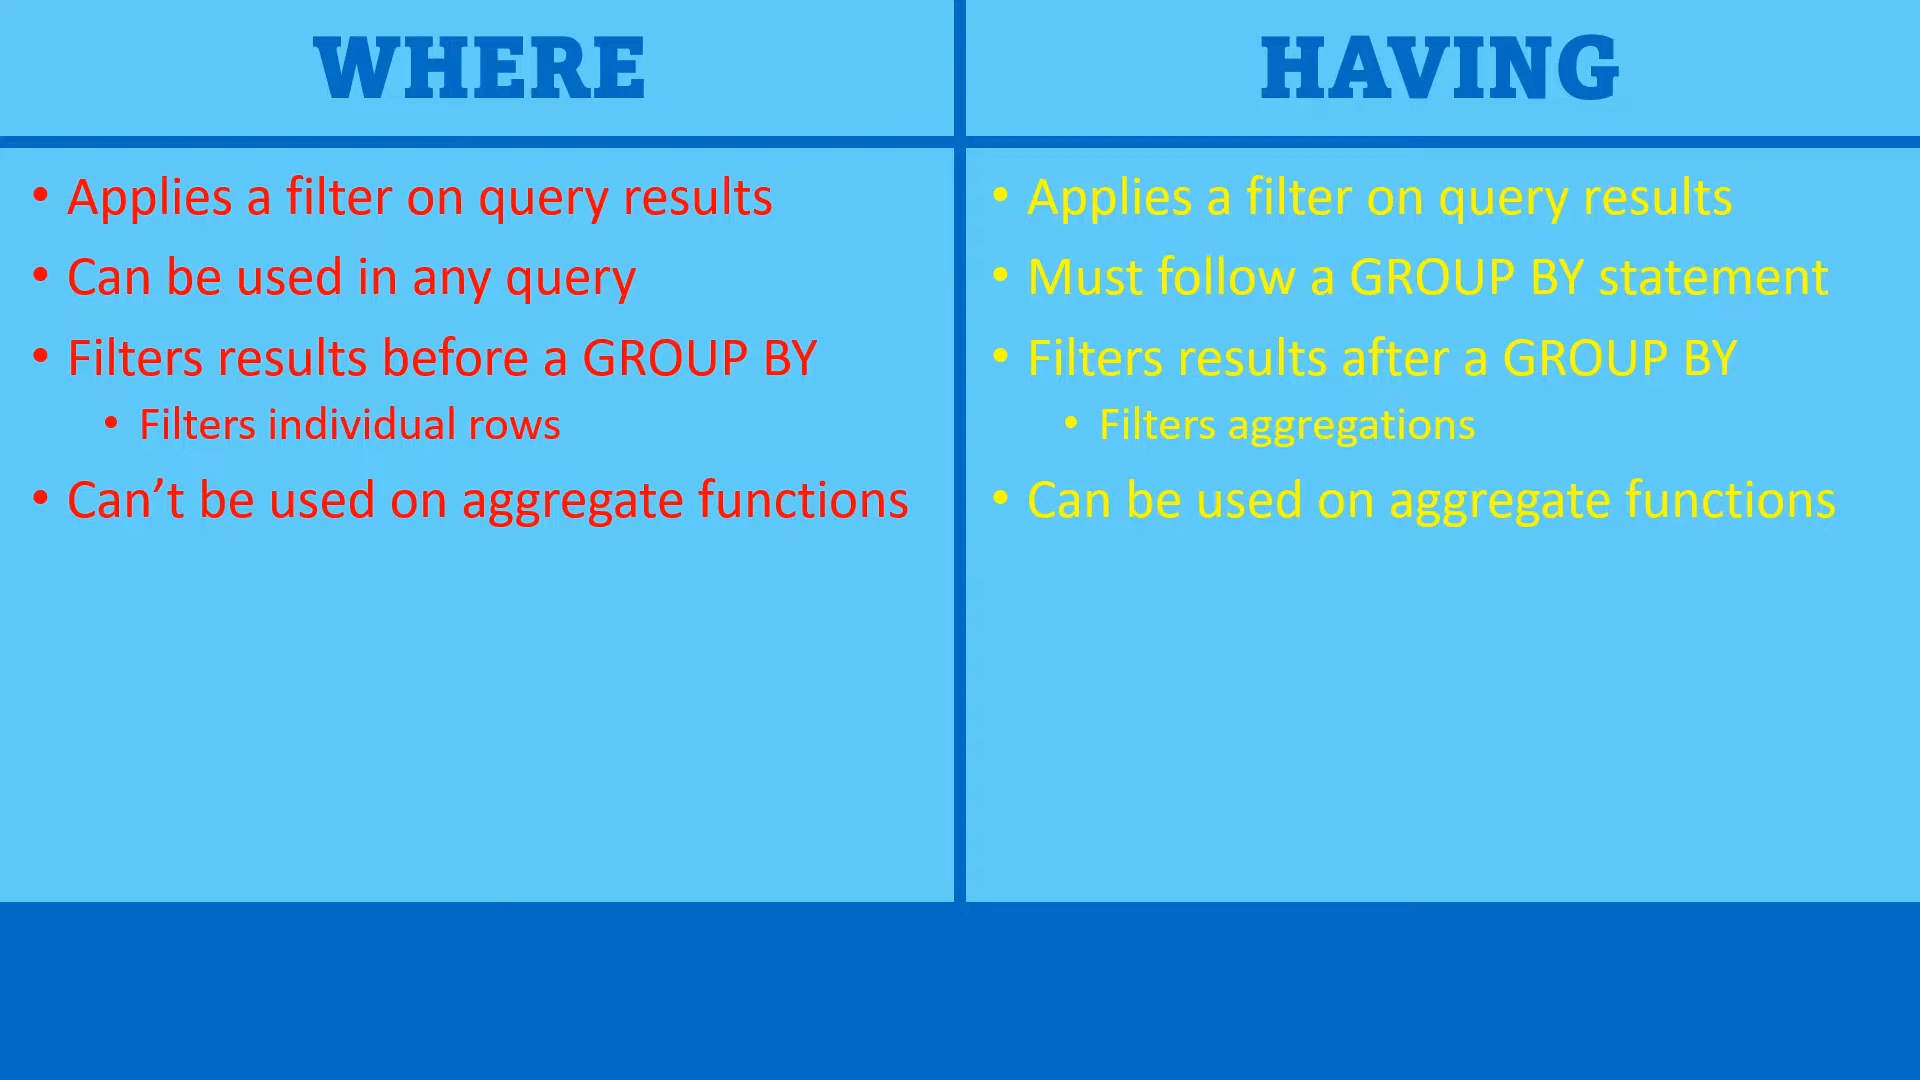 WHERE
• Applies a filter on query results
• Can be used in any query
• Filters results before a GROUP BY
• Filters individual rows
• Can’t be used on aggregate functions
HAVING
• Applies a filter on query results
• Must follow a GROUP BY statement
• Filters results after a GROUP BY
• Filters aggregations
• Can be used on aggregate functions